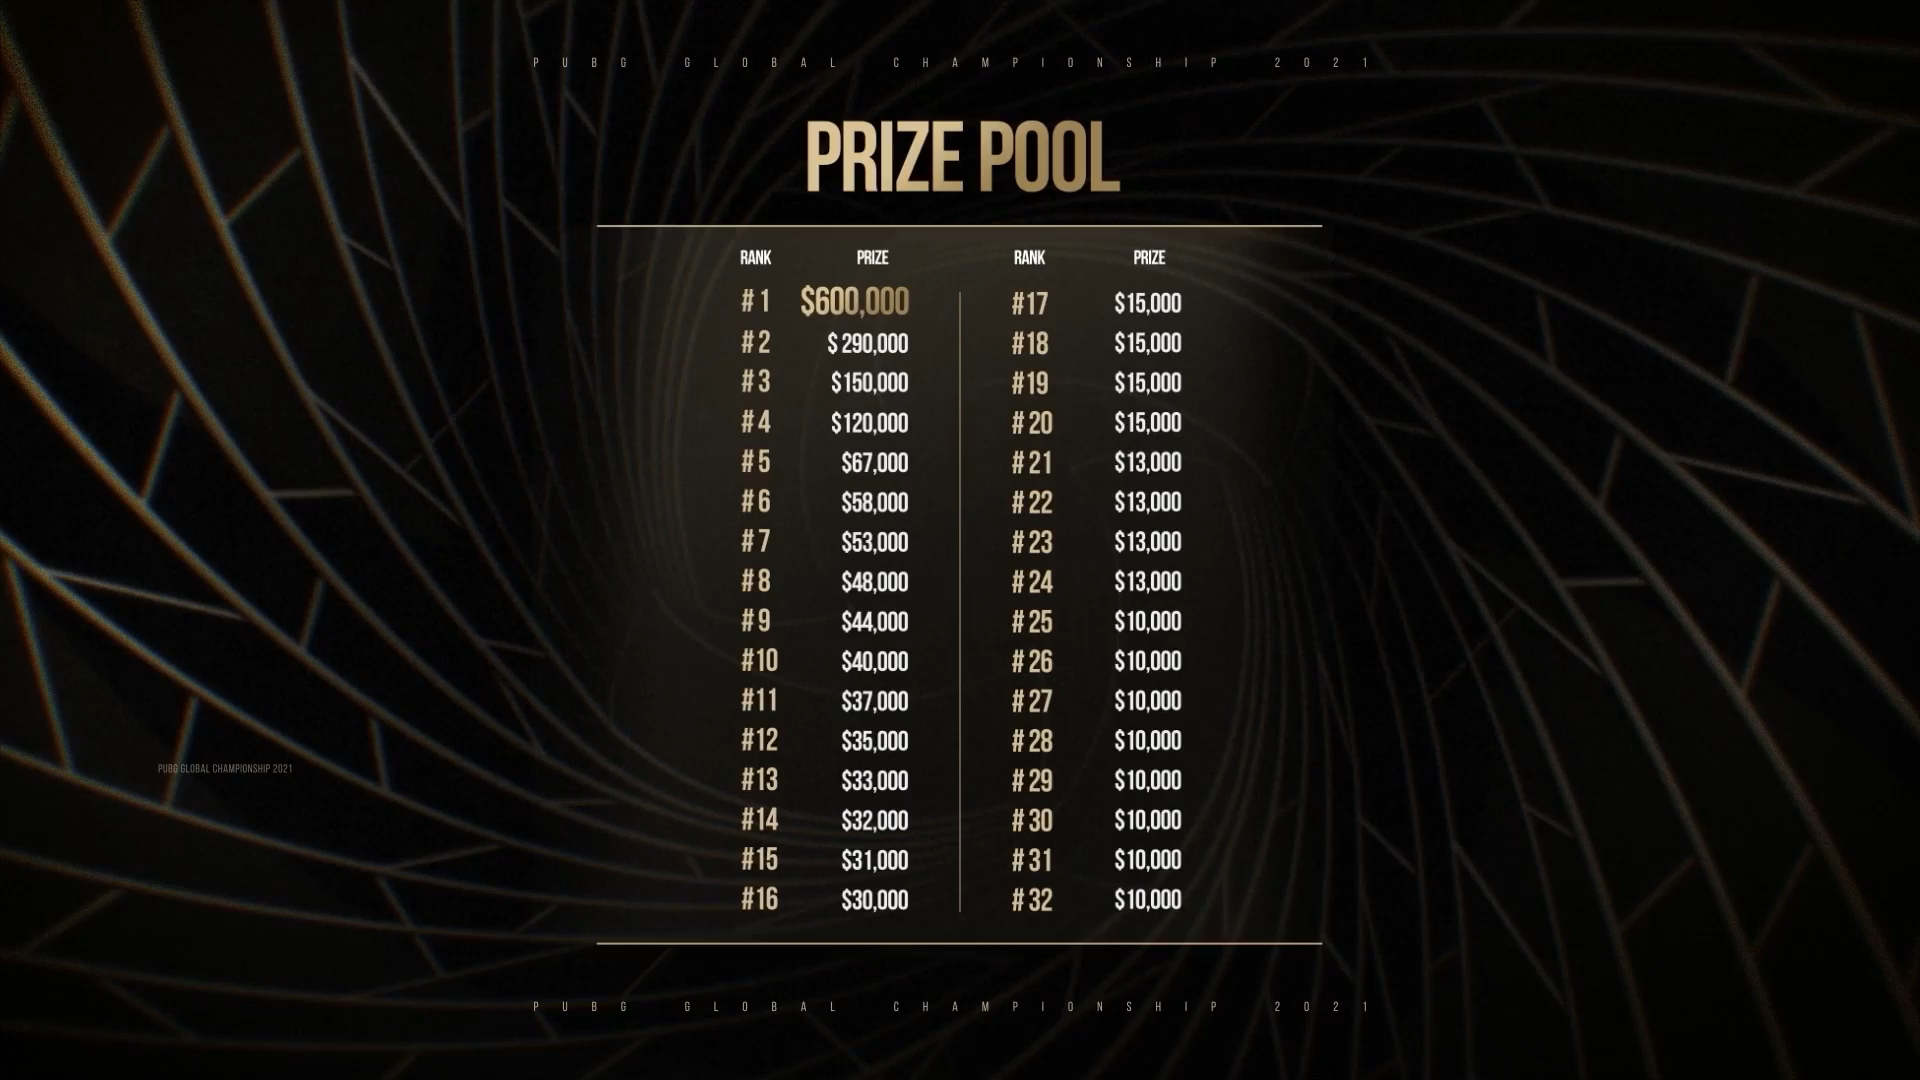 PUBG GLOBAL CHAMPIONSHIP 2021
PRIZE POOL
RANK PRIZE RANK PRIZE
#1 $600,000 #17 $15,000
#2 $290,000 #18 $15,000
#3 $150,000 #19 $15,000
#4 $120,000 #20 $15,000
#5 $67,000 #21 $13,000
#6 $58,000 #22 $13,000
#7 $53,000 #23 $13,000
#8 $48,000 #24 $13,000
#9 $44,000 #25 $10,000
#10 $40,000 #26 $10,000
#11 $37,000 #27 $10,000
#12 $35,000 #28 $10,000
#13 $33,000 #29 $10,000
#14 $32,000 #30 $10,000
#15 $31,000 #31 $10,000
#16 $30,000 #32 $10,000
PUBG GLOBAL CHAMPIONSHIP 2021
PUBG GLOBAL CHAMPIONSHIP 2021